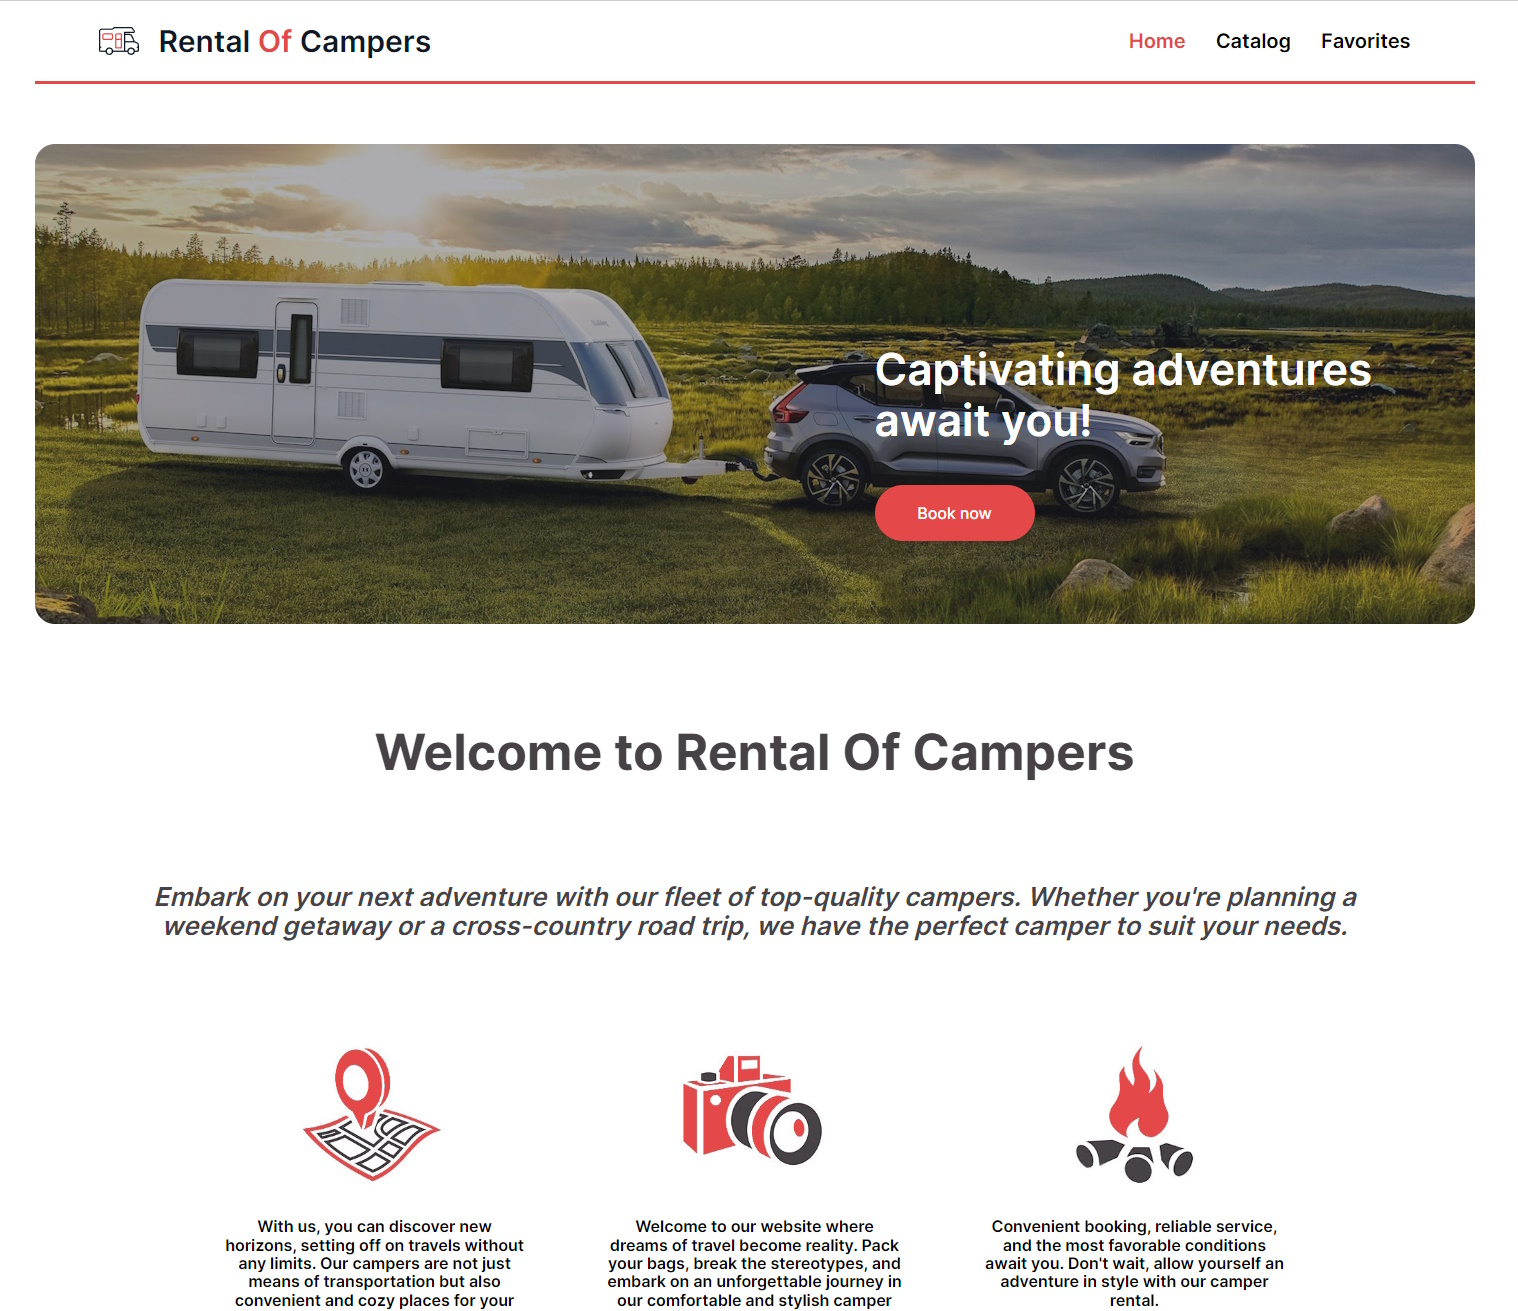 Rental Of Campers
Home Catalog Favorites
Captivating adventures
await you!
Book now
Welcome to Rental Of Campers
Embark on your next adventure with our fleet of top-quality campers. Whether you're planning a
weekend getaway or a cross-country road trip, we have the perfect camper to suit your needs.
With us, you can discover new
horizons, setting off on travels without
any limits. Our campers are not just
means of transportation but also
convenient and cozy places for your
Welcome to our website where
dreams of travel become reality. Pack
your bags, break the stereotypes, and
embark on an unforgettable journey in
our comfortable and stylish camper
Convenient booking, reliable service,
and the most favorable conditions
await you. Don't wait, allow yourself an
adventure in style with our camper
rental.